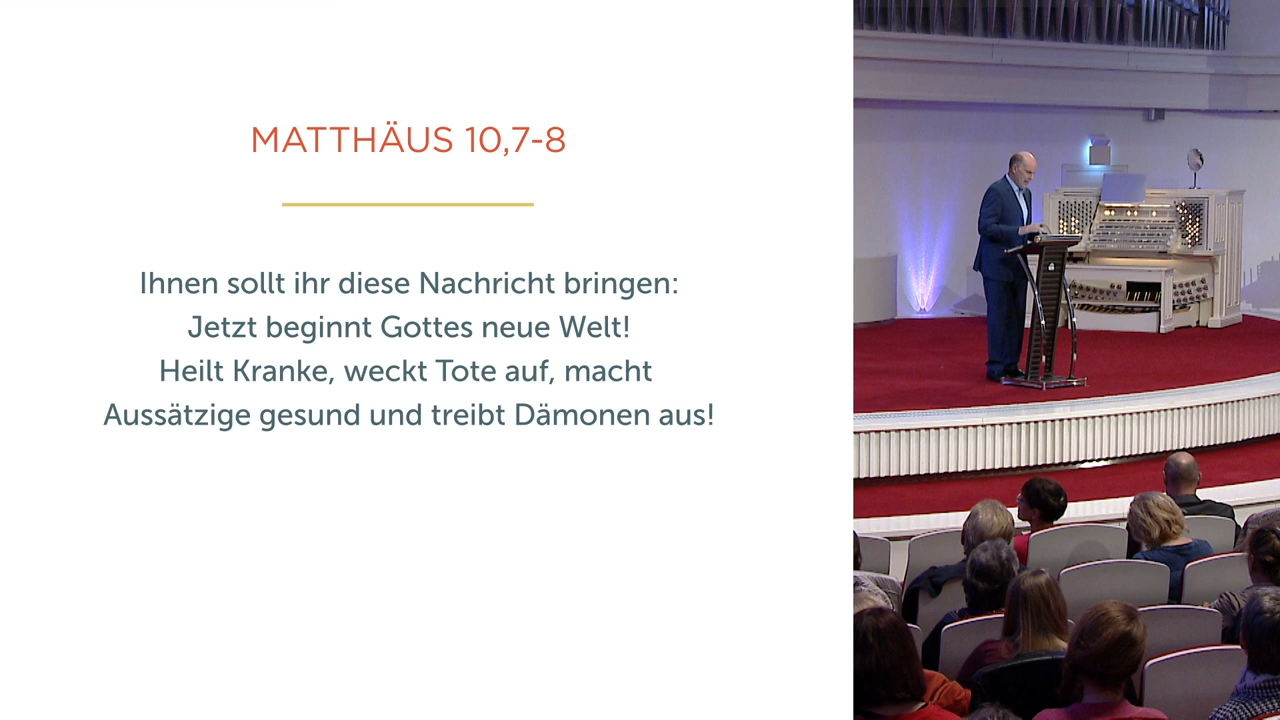 MATTHÄUS 10,7-8
Ihnen sollt ihr diese Nachricht bringen:
Jetzt beginnt Gottes neue Welt!
Heilt Kranke, weckt Tote auf, macht
Aussätzige gesund und treibt Dämonen aus!